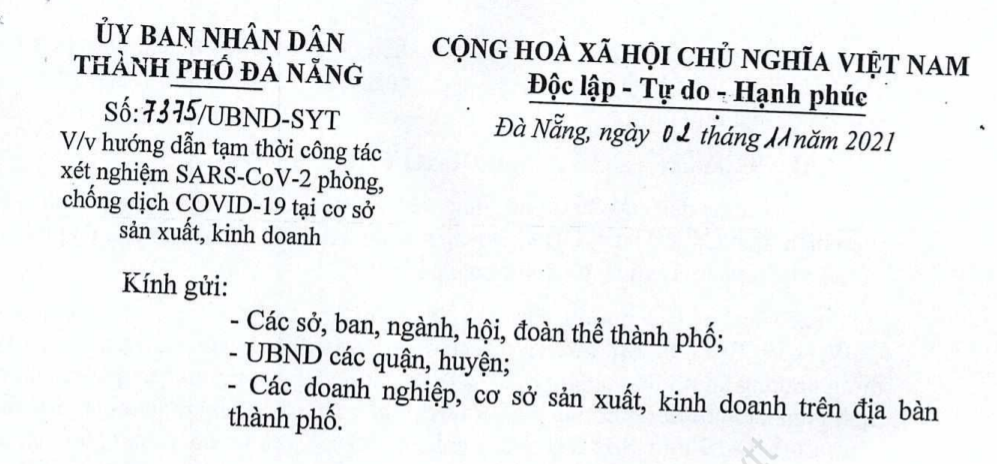 ỦY BAN NHÂN DÂN
THÀNH PHỐ ĐÀ NẴNG
Số: 7375/UBND-SYT
V/v hướng dẫn tạm thời công tác
xét nghiệm SARS-CoV-2 phòng,
chống dịch COVID-19 tại cơ sở
sản xuất, kinh doanh
CỘNG HOÀ XÃ HỘI CHỦ NGHĨA VIỆT NAM
Độc lập - Tự do - Hạnh phúc
Đà Nẵng, ngày 02 tháng 11 năm 2021
Kính gửi:
- Các sở, ban, ngành, hội, đoàn thể thành phố;
- UBND các quận, huyện;
- Các doanh nghiệp, cơ sở sản xuất, kinh doanh trên địa bàn
thành phố.